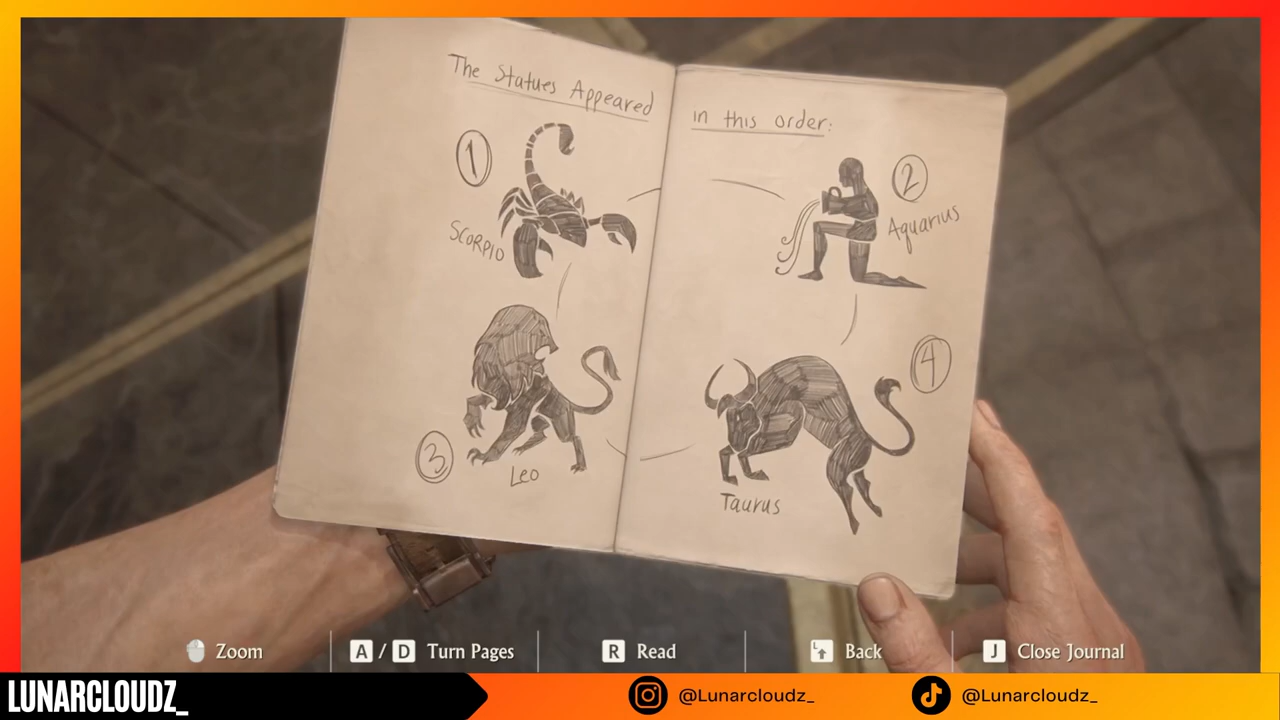 The Statues Appeared
in this order:
1
SCORPIO
2
Aquarius
3
Leo
4
Taurus
Zoom
A / D Turn Pages
R Read
L Back
J Close Journal
LUNARCLOUDZ_
@Lunarcloudz_
@Lunarcloudz_